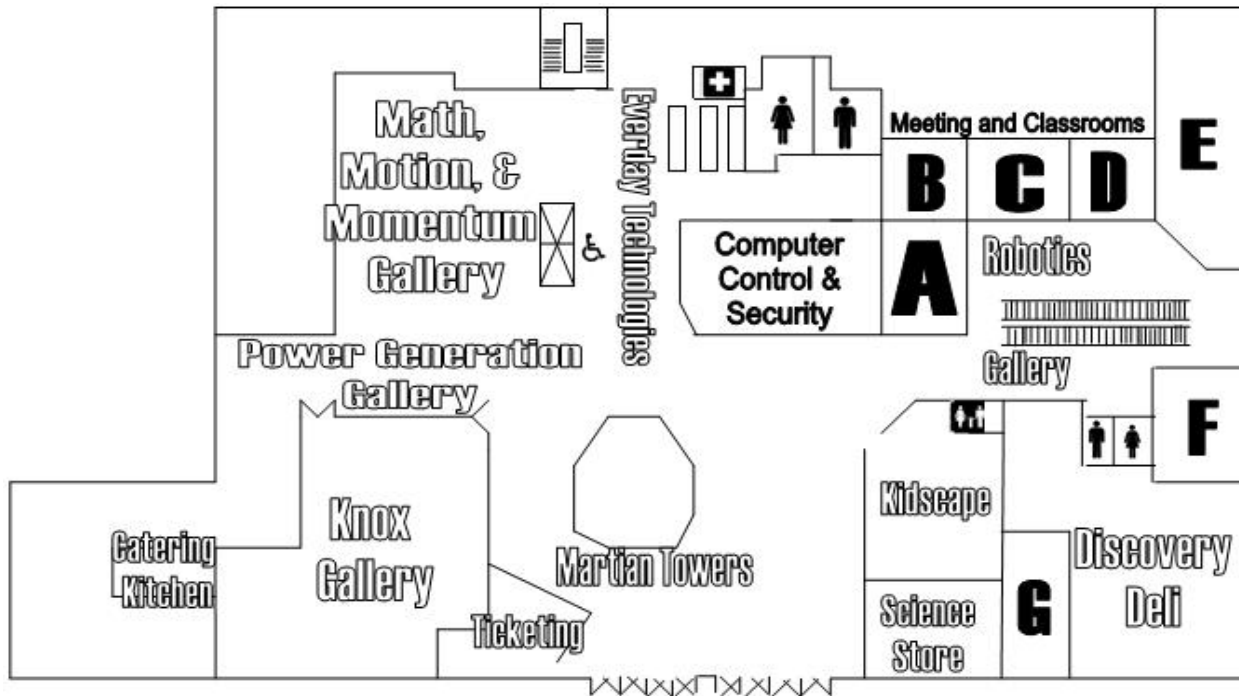 Math,
Motion, &
Momentum
Gallery
Everday Technologies
Meeting and Classrooms
B
C
D
E
Computer
Control &
Security
A
Robotics
Gallery
Power Generation
Gallery
F
Knox
Gallery
Catering
Kitchen
Ticketing
Martian Towers
Kidscape
Science
Store
G
Discovery
Deli